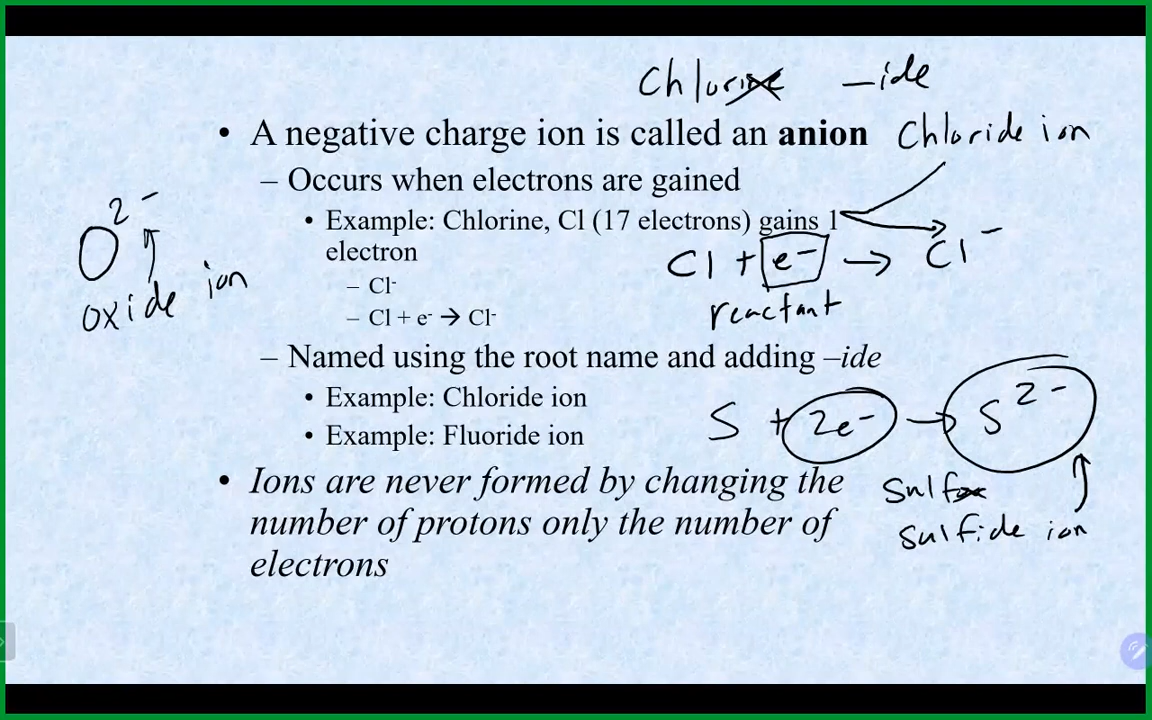 Chlorine -ide
• A negative charge ion is called an anion Chloride ion
– Occurs when electrons are gained
• Example: Chlorine, Cl (17 electrons) gains 1
electron
Cl + e⁻ → Cl⁻
reactant
– Cl⁻
– Cl + e⁻ → Cl⁻
O²⁻
oxide ion
– Named using the root name and adding –ide
• Example: Chloride ion
• Example: Fluoride ion
S + 2e⁻ → S²⁻
• Ions are never formed by changing the
number of protons only the number of
electrons
sulfide ion